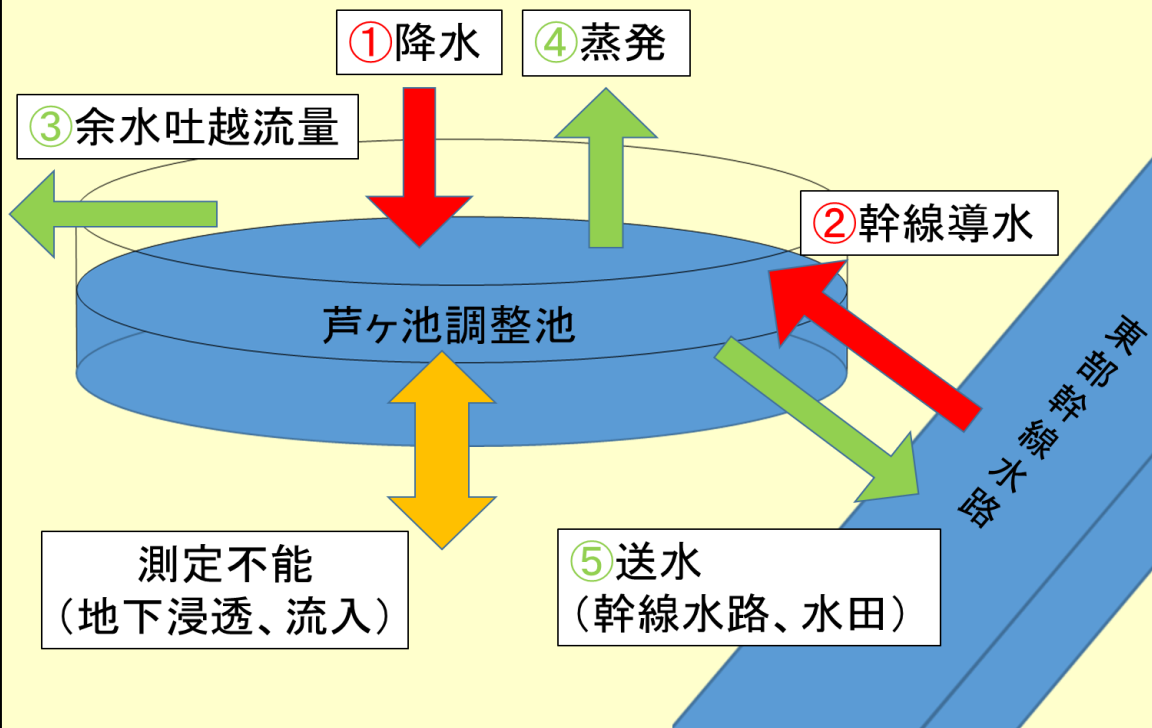 ①降水
④蒸発
③余水吐越流量
②幹線導水
芦ヶ池調整池
東部幹線水路
測定不能
（地下浸透、流入）
⑤送水
（幹線水路、水田）